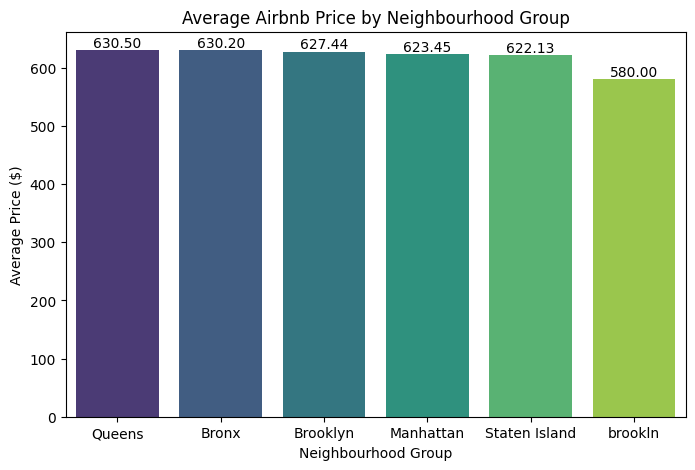 Average Airbnb Price by Neighbourhood Group
630.50 630.20 627.44 623.45 622.13 580.00
600
500
400
300
200
100
0
Average Price ($)
Queens Bronx Brooklyn Manhattan Staten Island brookln
Neighbourhood Group